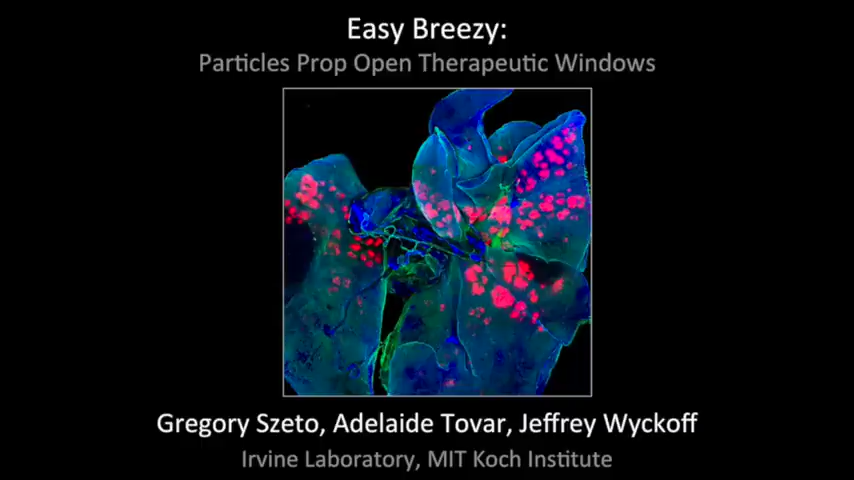 Easy Breezy:
Particles Prop Open Therapeutic Windows
Gregory Szeto, Adelaide Tovar, Jeffrey Wyckoff
Irvine Laboratory, MIT Koch Institute